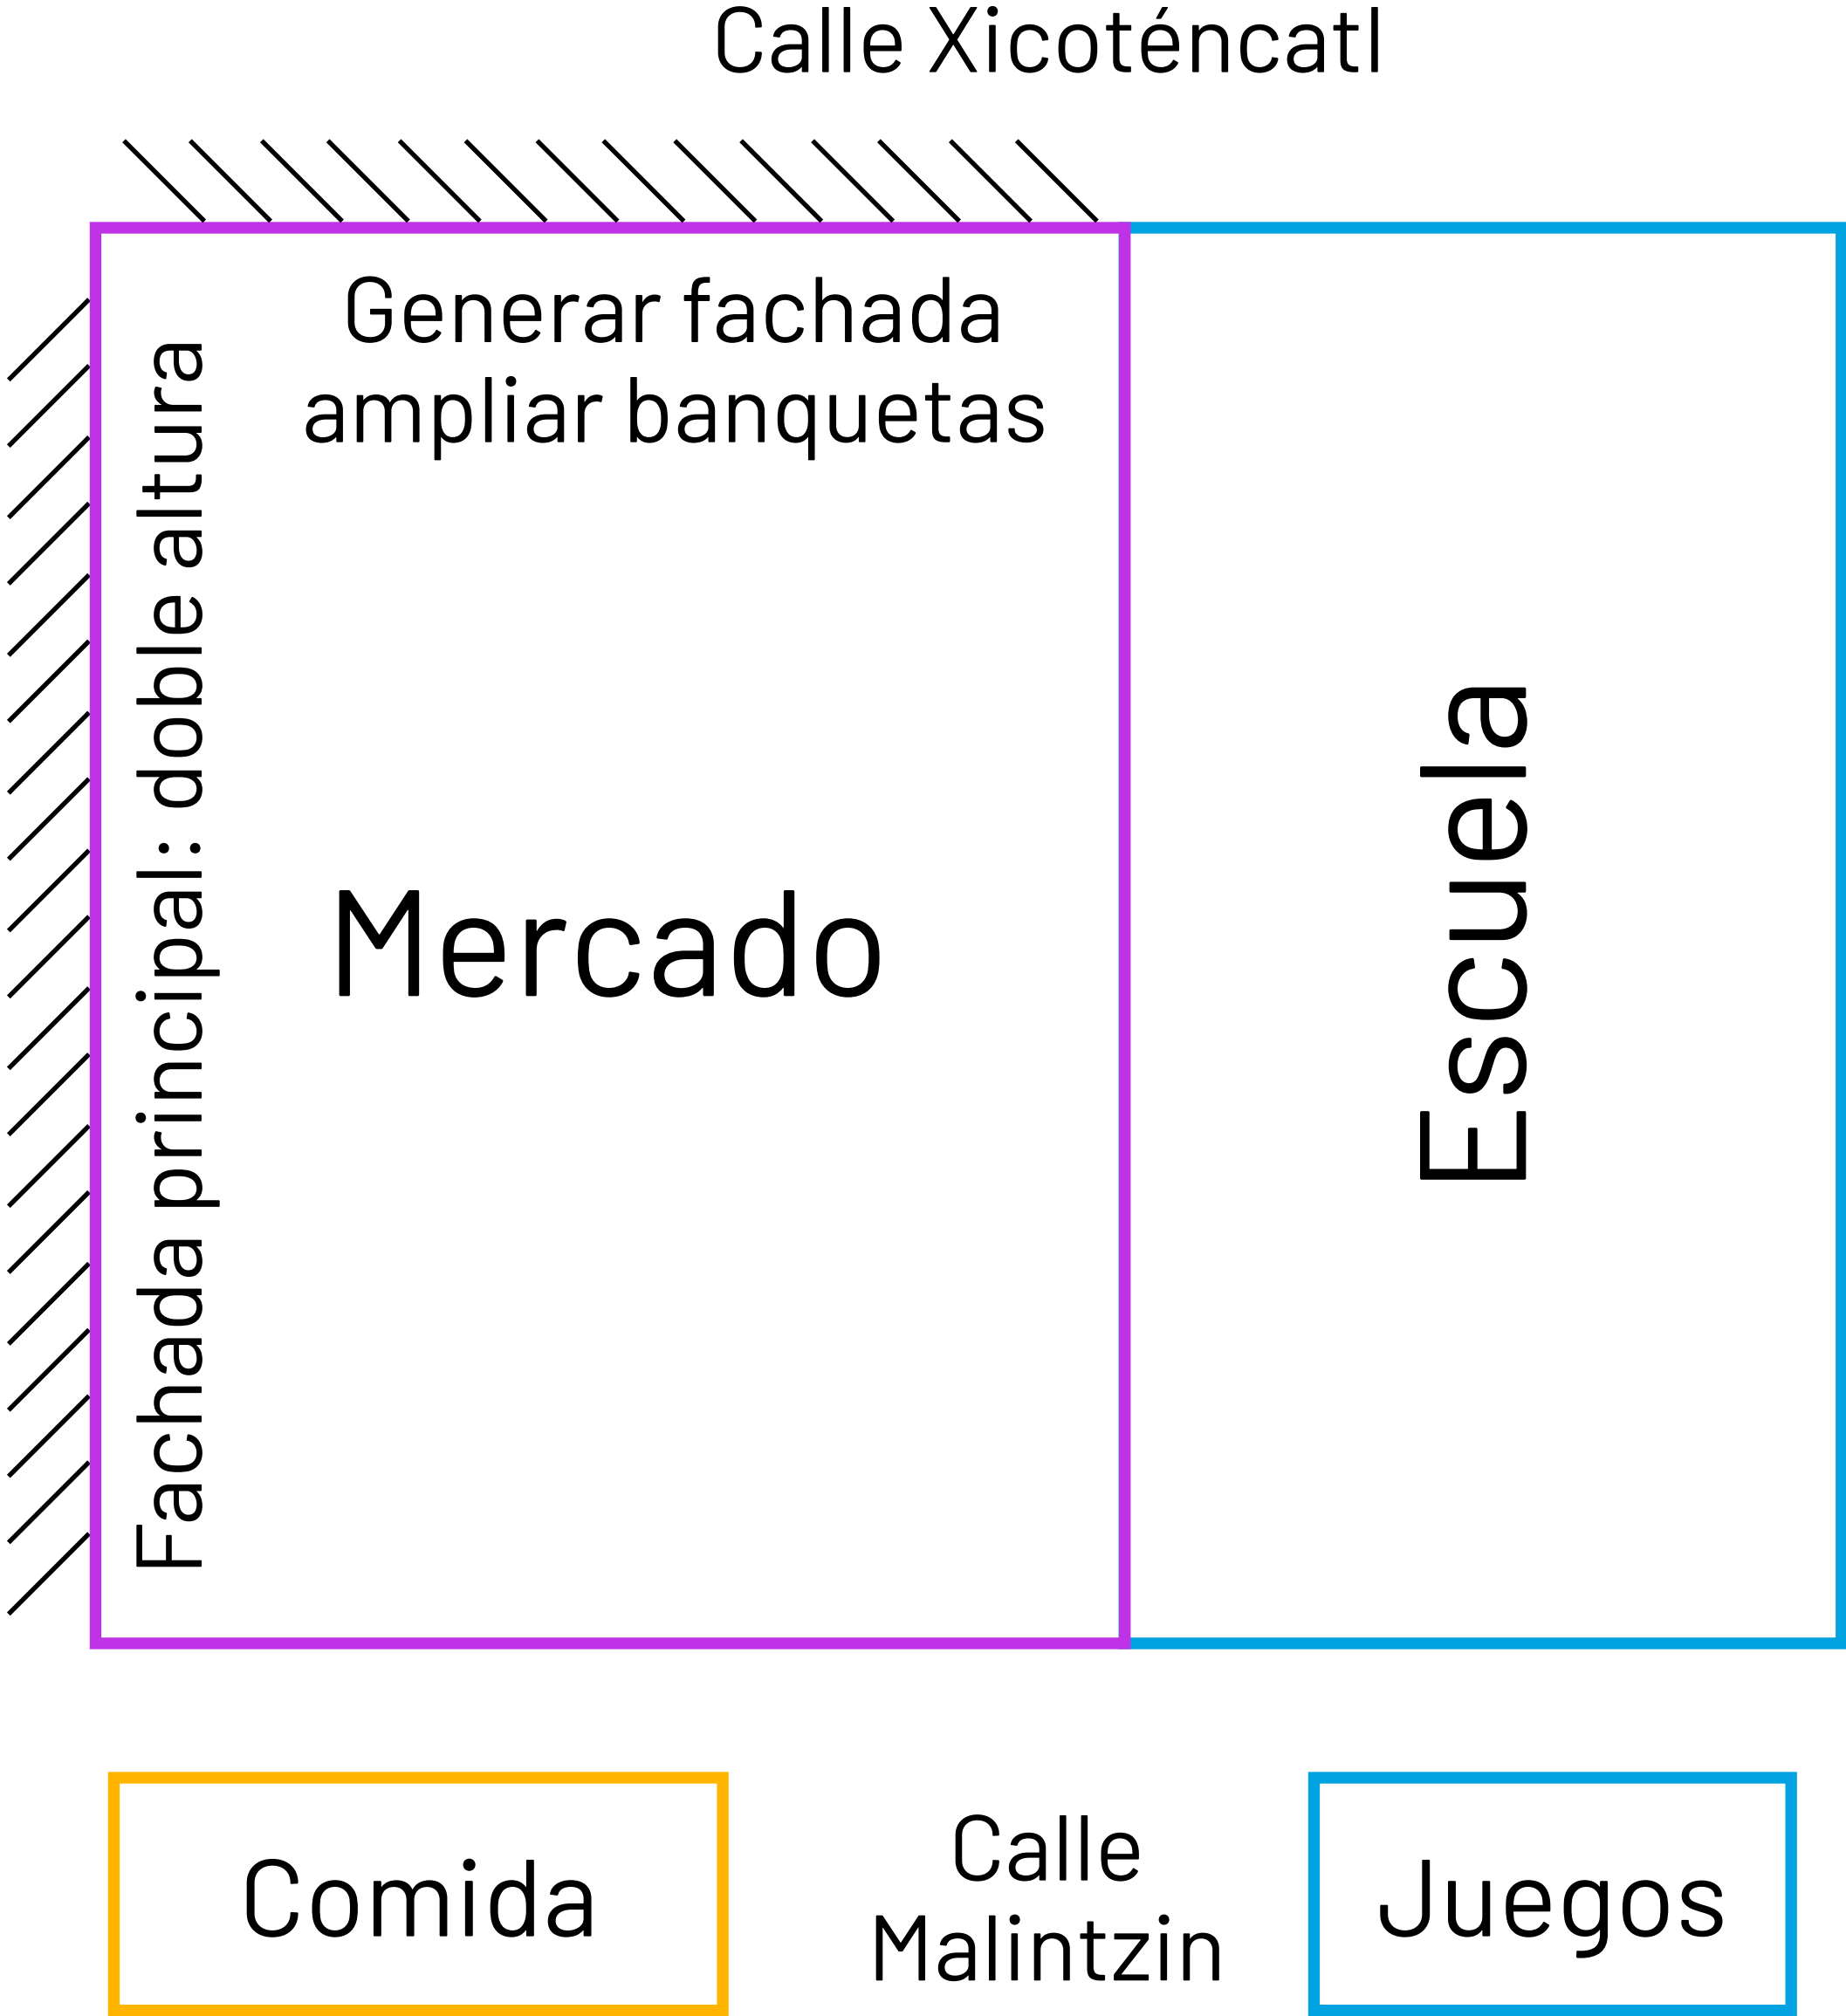 Calle Xicoténcatl
Generar fachada
ampliar banquetas
Fachada principal: doble altura
Mercado
Escuela
Comida
Calle
Malintzin
Juegos